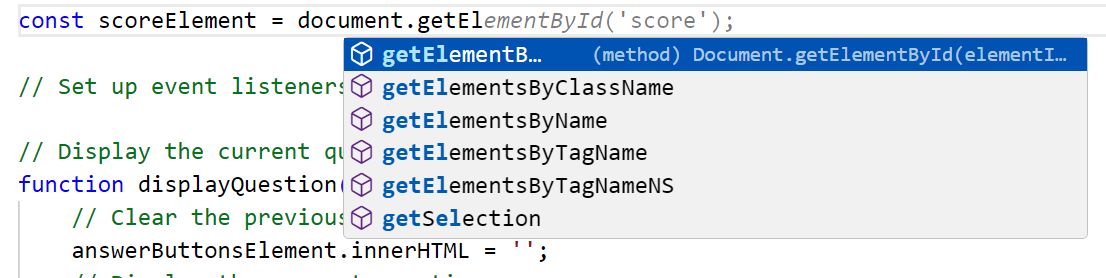 const scoreElement = document.getElementById('score');
getElementB… (method) Document.getElementById(elementI…
// Set up event listeners
getElementsByClassName
getElementsByName
// Display the current qu
getElementsByTagName
function displayQuestion(
getElementsByTagNameNS
// Clear the previous
getSelection
answerButtonsElement.innerHTML = '';